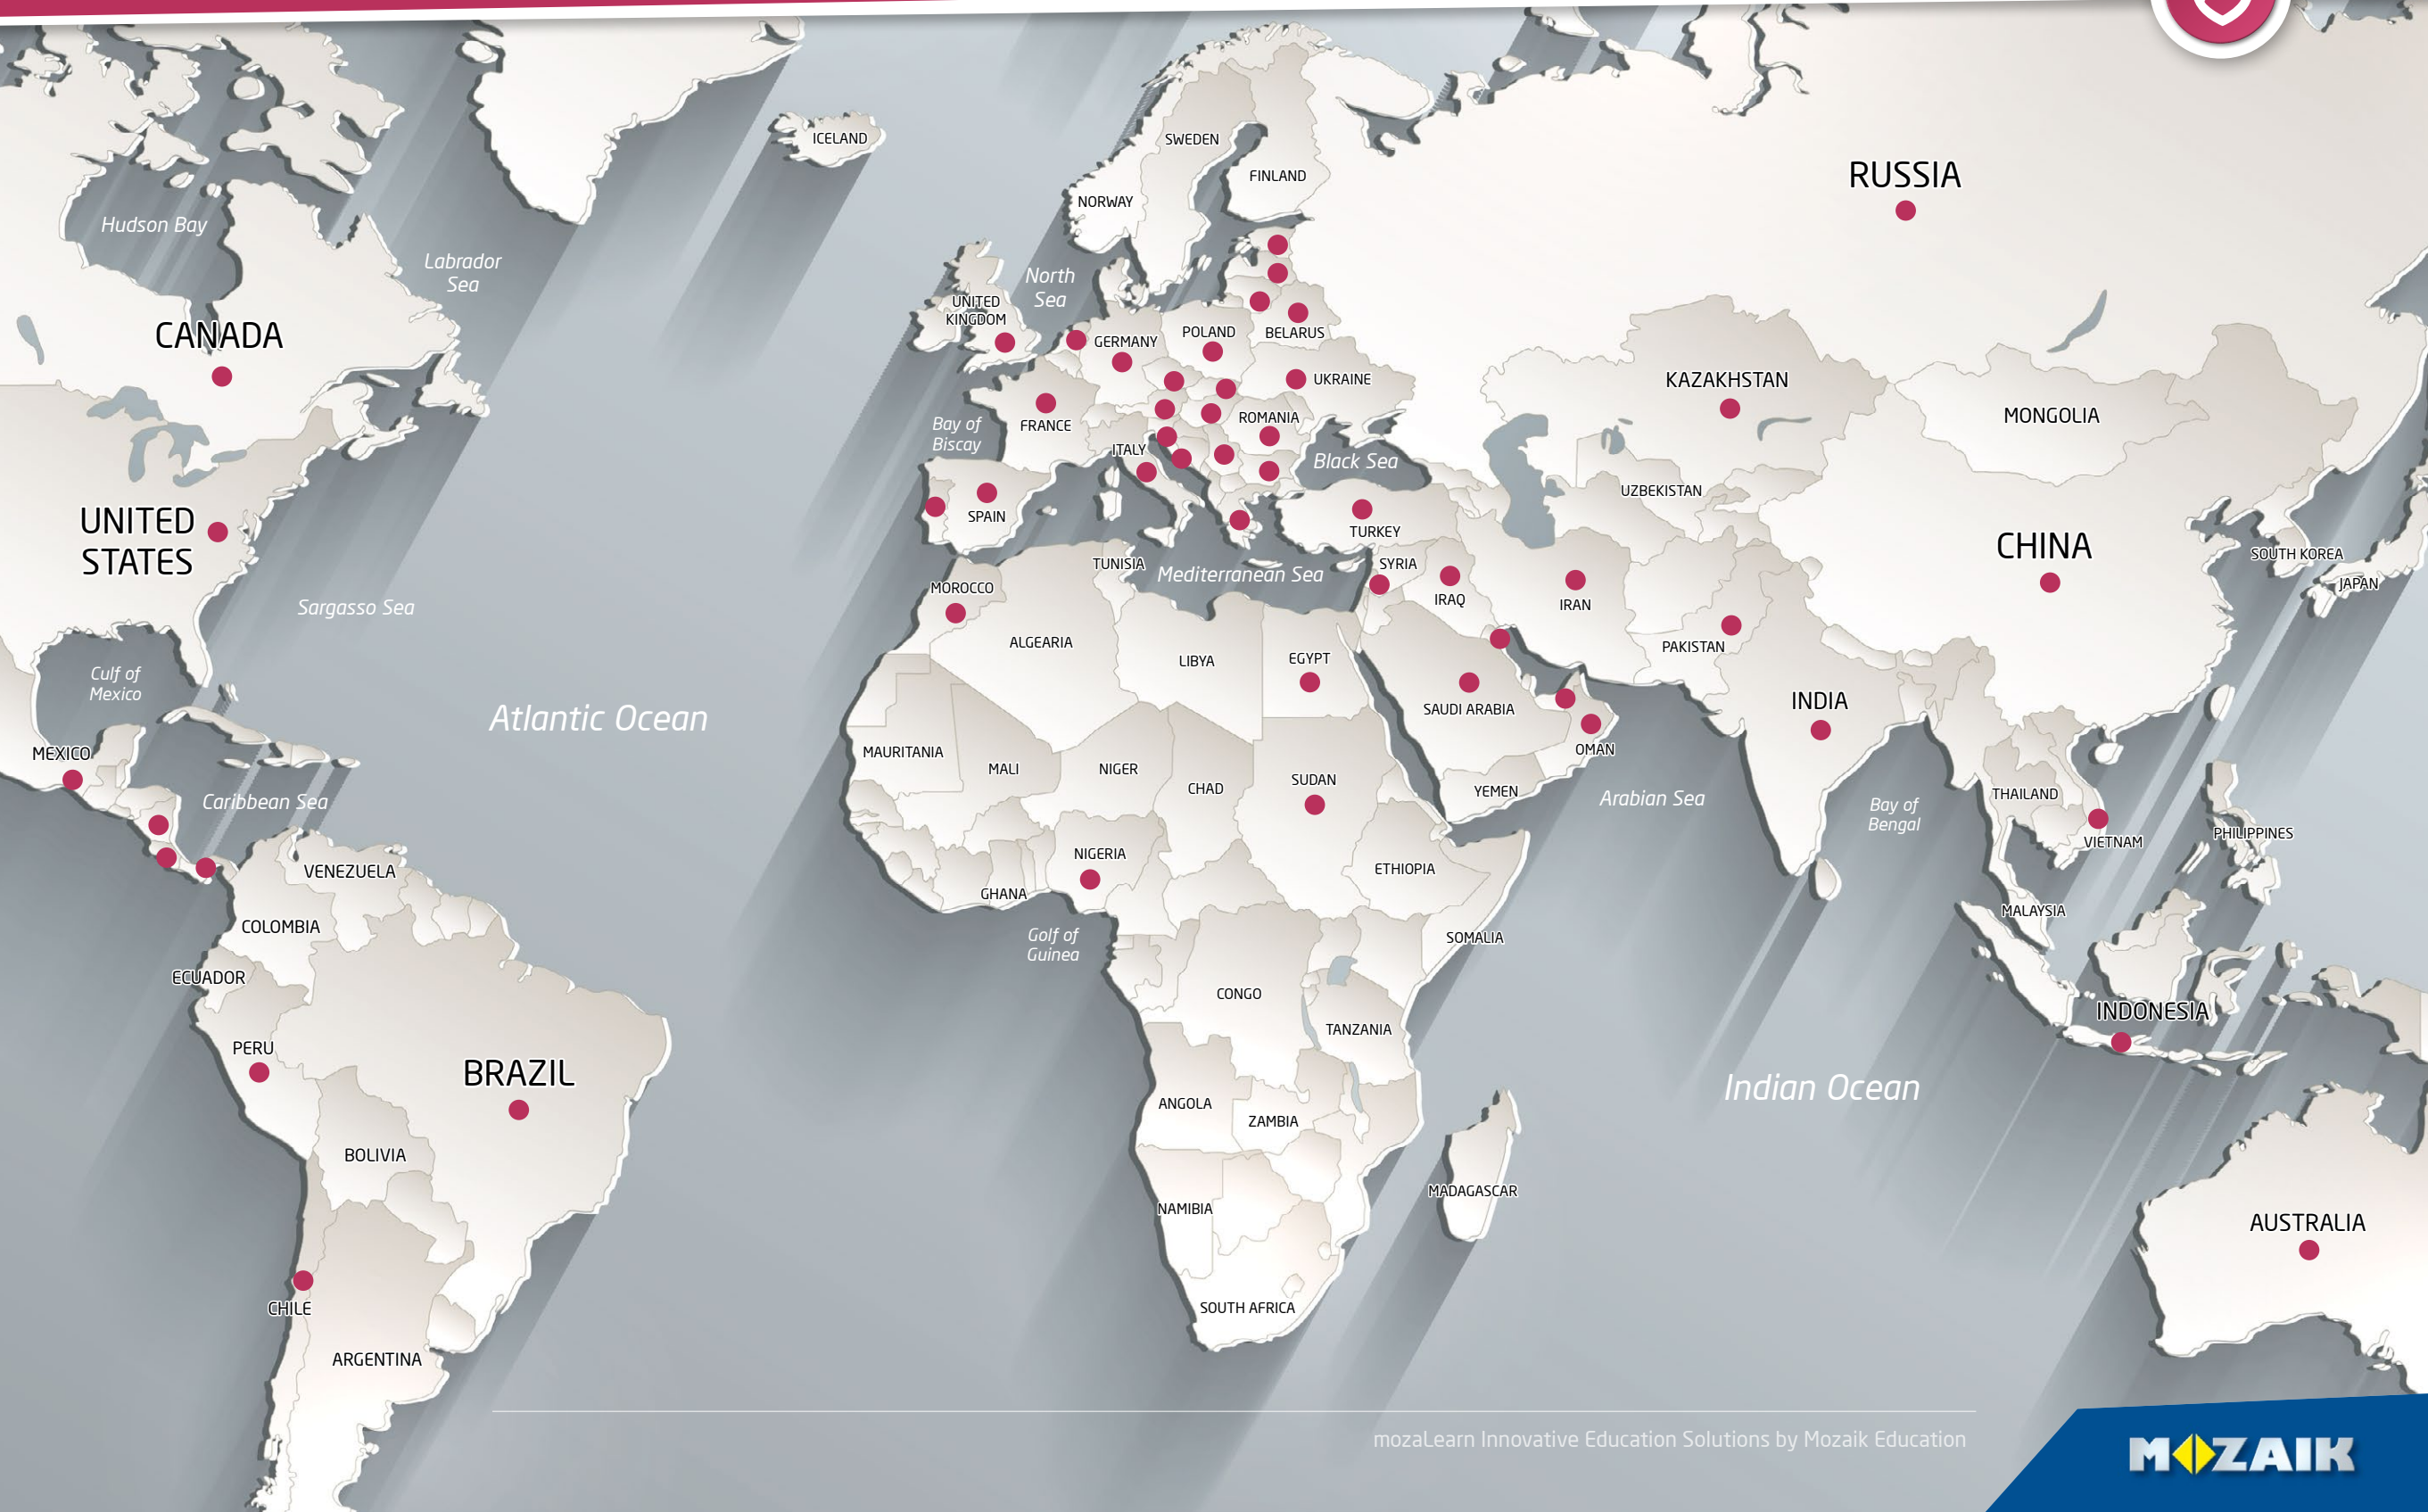 ICELAND
SWEDEN
FINLAND
NORWAY
RUSSIA
Hudson Bay
Labrador
Sea
North
Sea
UNITED
KINGDOM
CANADA
GERMANY
POLAND
BELARUS
UKRAINE
KAZAKHSTAN
MONGOLIA
FRANCE
ROMANIA
Bay of
Biscay
ITALY
Black Sea
UZBEKISTAN
SPAIN
TURKEY
UNITED
STATES
CHINA
SOUTH KOREA
JAPAN
TUNISIA
Mediterranean Sea
SYRIA
MOROCCO
IRAQ
IRAN
Sargasso Sea
ALGEARIA
LIBYA
EGYPT
PAKISTAN
Gulf of
Mexico
SAUDI ARABIA
INDIA
Atlantic Ocean
OMAN
MEXICO
MAURITANIA
MALI
NIGER
CHAD
SUDAN
YEMEN
Arabian Sea
Bay of
Bengal
THAILAND
VIETNAM
PHILIPPINES
Caribbean Sea
NIGERIA
GHANA
ETHIOPIA
VENEZUELA
COLOMBIA
MALAYSIA
SOMALIA
Golf of
Guinea
ECUADOR
CONGO
TANZANIA
INDONESIA
PERU
BRAZIL
Indian Ocean
ANGOLA
ZAMBIA
BOLIVIA
MADAGASCAR
NAMIBIA
AUSTRALIA
CHILE
SOUTH AFRICA
ARGENTINA
mozaLearn Innovative Education Solutions by Mozaik Education
MOZAIK